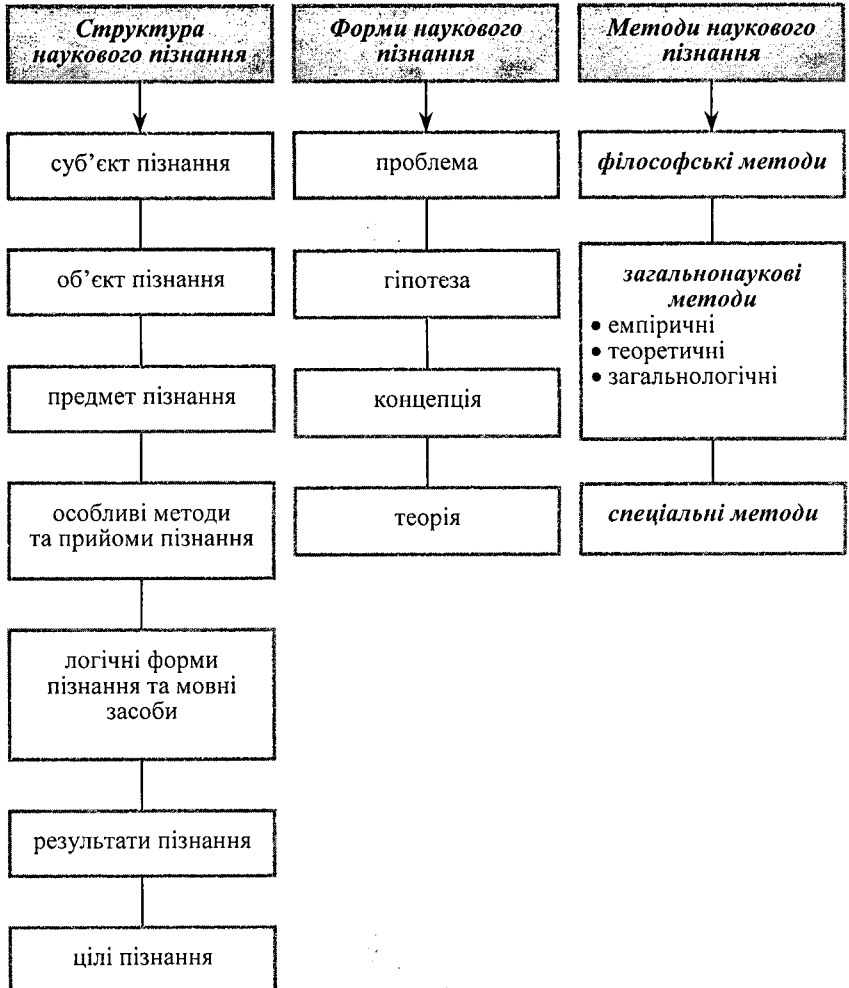 Структура
наукового пізнання
суб’єкт пізнання
об’єкт пізнання
предмет пізнання
особливі методи
та прийоми пізнання
логічні форми
пізнання та мовні
засоби
результати пізнання
цілі пізнання
Форми наукового
пізнання
проблема
гіпотеза
концепція
теорія
Методи наукового
пізнання
філософські методи
загальнонаукові
методи
• емпіричні
• теоретичні
• загальнологічні
спеціальні методи